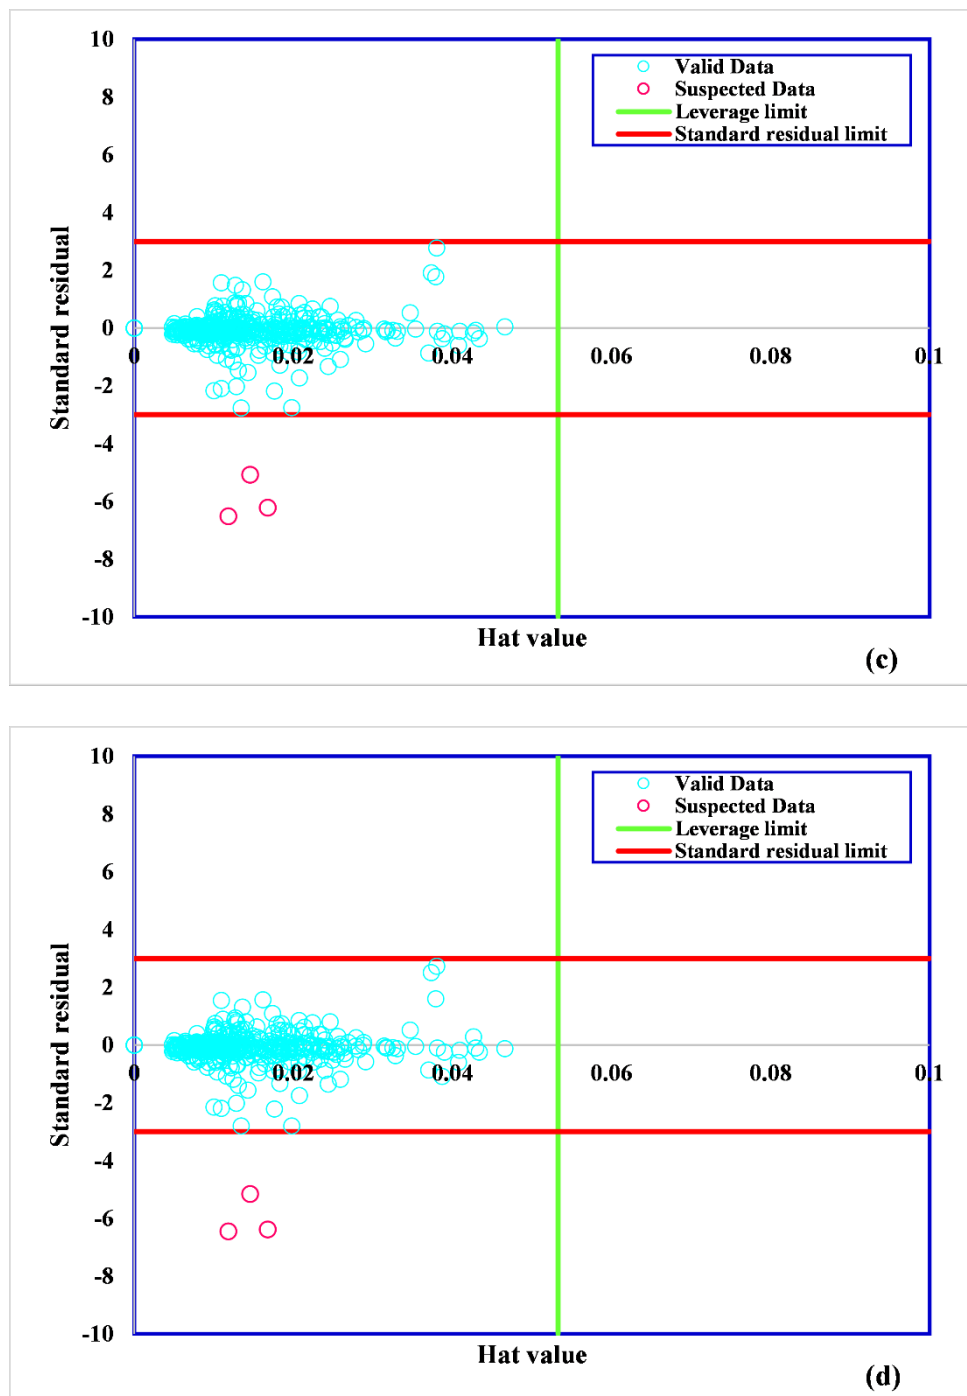 10
8
6
4
2
0
-2
-4
-6
-8
-10
Standard residual
Valid Data
Suspected Data
Leverage limit
Standard residual limit
0 0.02 0.04 0.06 0.08 0.1
Hat value
(c)
10
8
6
4
2
0
-2
-4
-6
-8
-10
Standard residual
Valid Data
Suspected Data
Leverage limit
Standard residual limit
0 0.02 0.04 0.06 0.08 0.1
Hat value
(d)